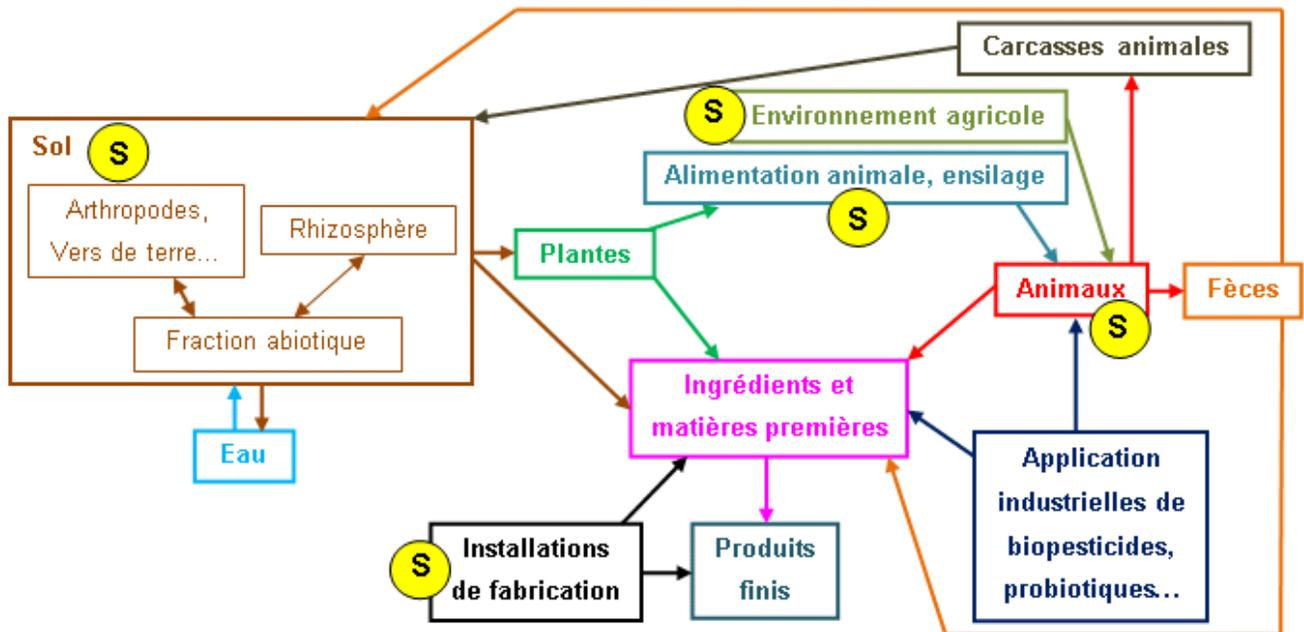 Carcasses animales
S
Environnement agricole
Sol
S
Alimentation animale, ensilage
S
Arthropodes,
Vers de terre...
Rhizosphère
Plantes
Animaux
S
Fèces
Fraction abiotique
Ingrédients et
matières premières
Eau
Application
industrielles de
biopesticides,
probiotiques...
S
Installations
de fabrication
Produits
finis